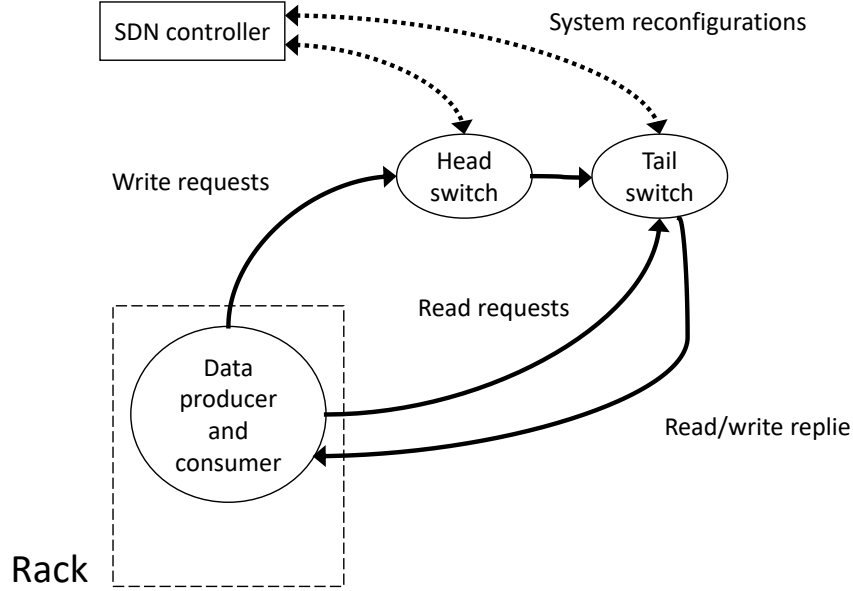 SDN controller
System reconfigurations
Head
switch
Tail
switch
Write requests
Read requests
Data
producer
and
consumer
Read/write replie
Rack